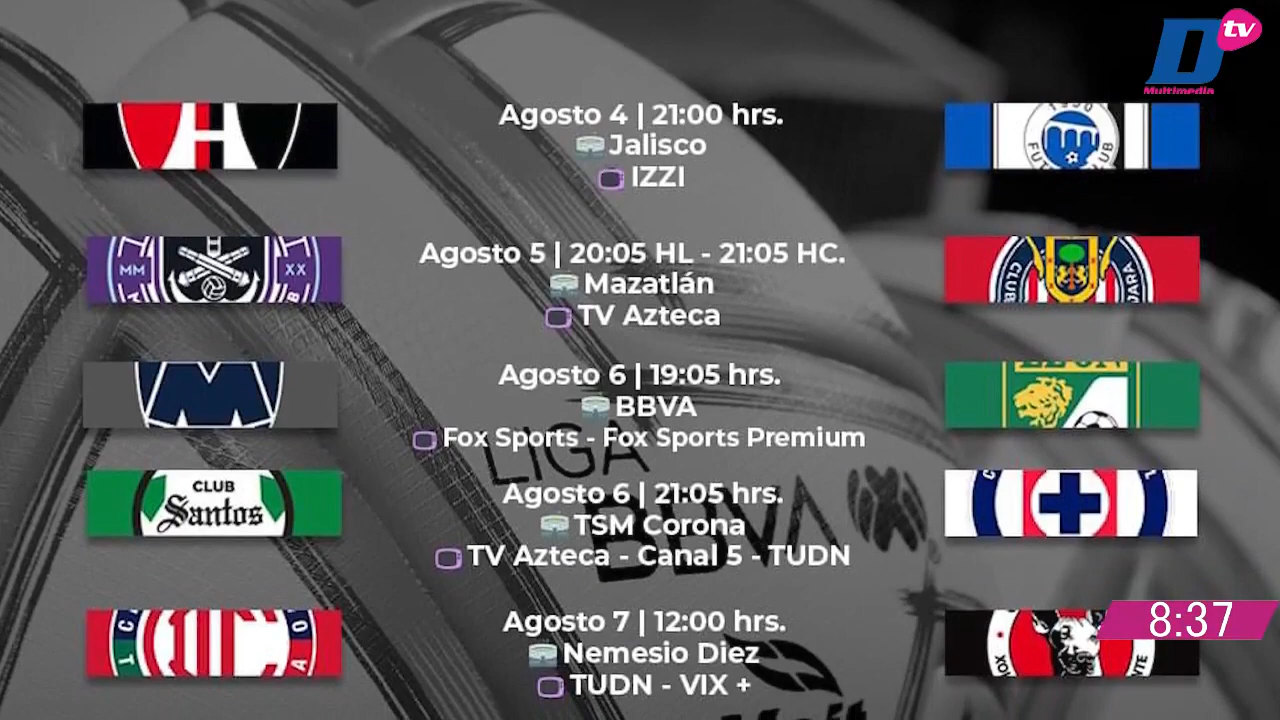 D tv
Multimedia
Agosto 4 | 21:00 hrs.
Jalisco
IZZI
Agosto 5 | 20:05 HL - 21:05 HC.
MM XX
Mazatlán
CLUB
TV Azteca
Agosto 6 | 19:05 hrs.
BBVA
Fox Sports - Fox Sports Premium
LIGA
BBVA
CLUB
Santos
Agosto 6 | 21:05 hrs.
TSM Corona
TV Azteca - Canal 5 - TUDN
Agosto 7 | 12:00 hrs.
8:37
Nemesio Diez
TUDN - VIX +